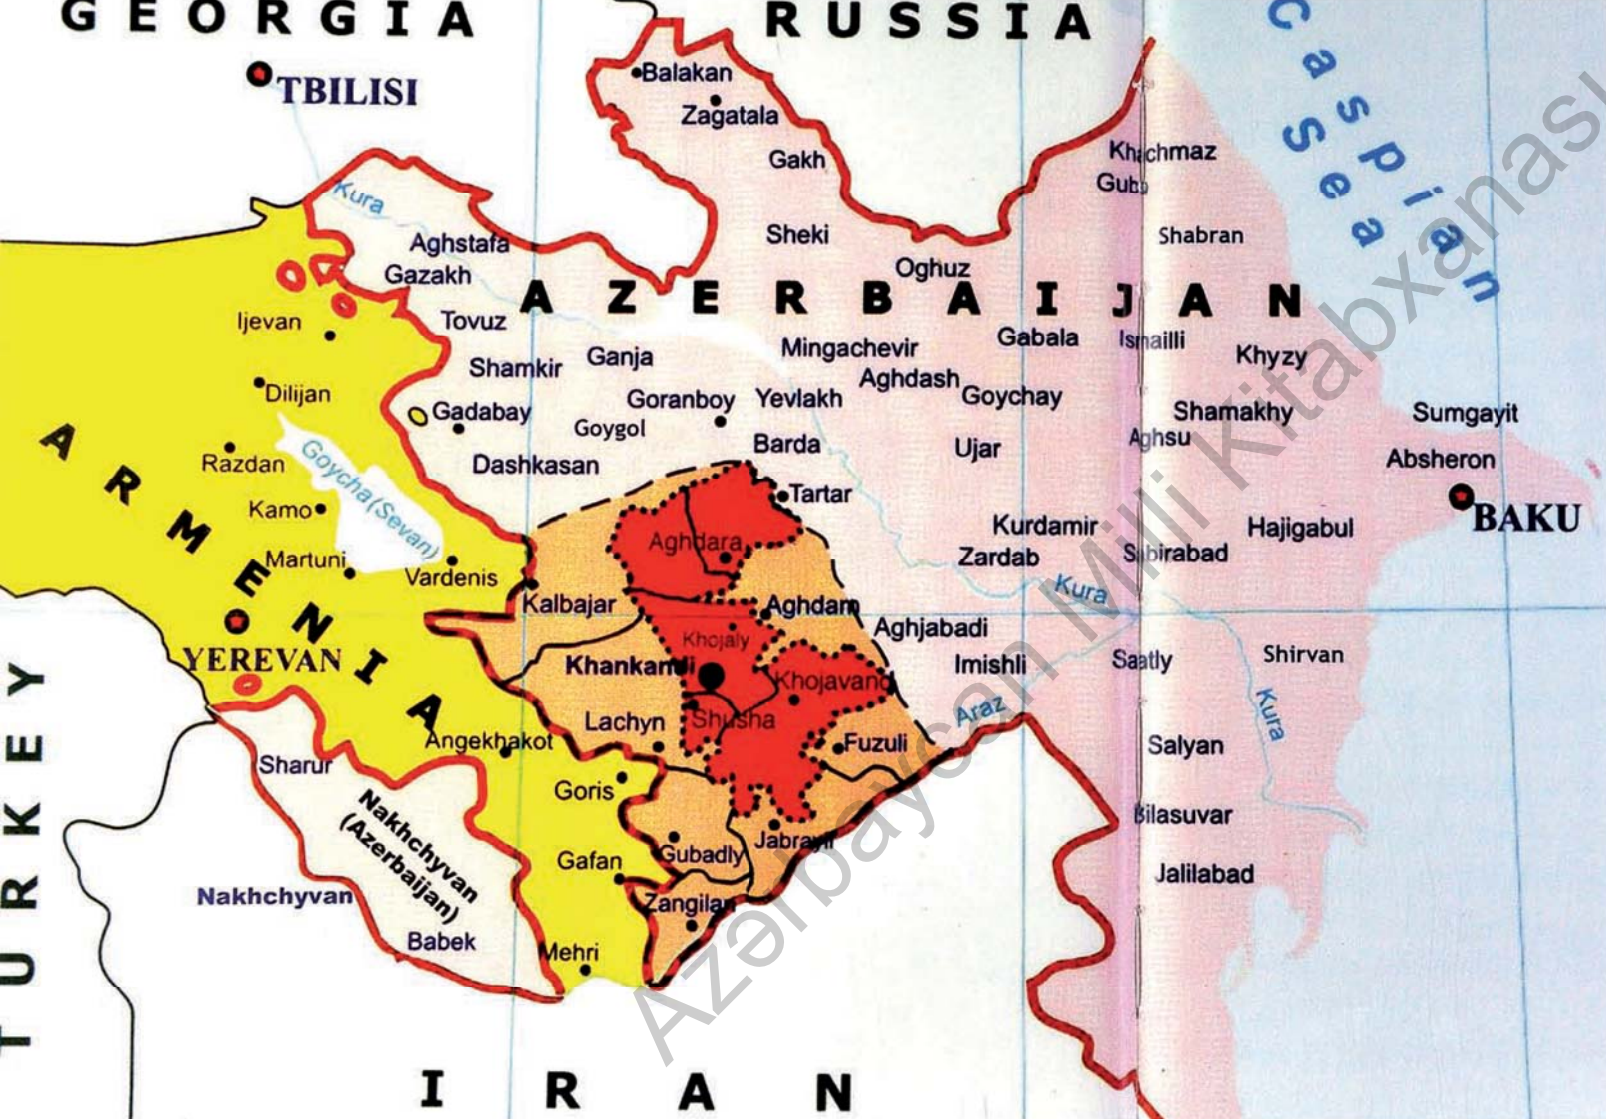 GEORGIA
RUSSIA
Caspian
Sea
TBILISI
Balakan
Zagatala
Gakh
Khachmaz
Guba
Kura
Aghstafa
Sheki
Shabran
Gazakh
Oghuz
AZERBAIJAN
Ijevan
Tovuz
Gabala
Ismailli
Mingachevir
Khyzy
Shamkir
Ganja
Aghdash
Dilijan
Gadabay
Goranboy
Yevlakh
Goychay
Shamakhy
Sumgayit
Goygol
Aghsu
ARMENIA
Razdan
Goycha(Sevan)
Dashkasan
Barda
Ujar
Absheron
Tartar
Kamo
BAKU
Kurdamir
Hajigabul
Aghdara
Zardab
Sabirabad
Martuni
Vardenis
Kalbajar
Aghdam
Kura
Aghjabadi
Khojaly
YEREVAN
Khankandi
Imishli
Saatly
Shirvan
Khojavand
Lachyn
Shusha
Araz
Kura
Angekhakot
Fuzuli
Salyan
Sharur
Goris
Nakhchyvan
(Azerbaijan)
Jabrayil
Bilasuvar
Gafan
Gubadly
Jalilabad
Nakhchyvan
Zangilan
Babek
Mehri
TURKEY
IRAN
Azərbaycan Milli Kitabxanası